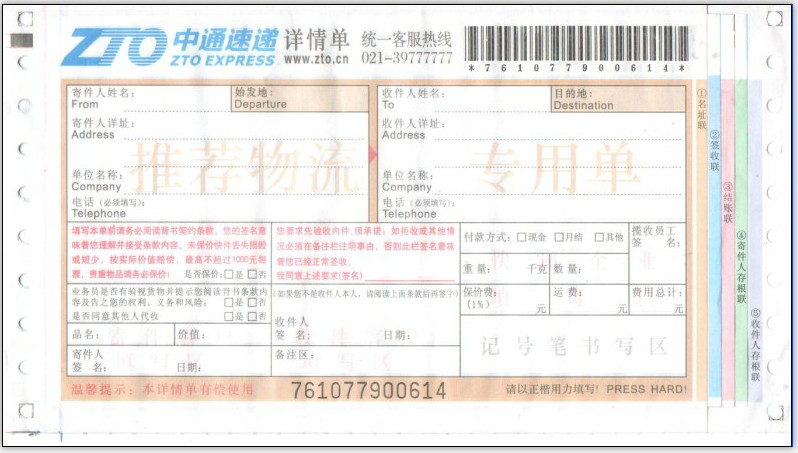 ZTO 中通速递 详情单 统一客服热线
ZTO EXPRESS www.zto.cn 021-39777777
*761077900614*
寄件人姓名: 始发地: 收件人姓名: 目的地:
From Departure To Destination
寄件人详址: 收件人详址:
Address Address
推荐物流 专用单
单位名称: 单位名称:
Company Company
电话(必须填写): 电话(必须填写):
Telephone Telephone
填写本单前请务必阅读背书契约条款,您的签名意
味着您理解并接受条款内容。未保价快件丢失损毁
或短少,按实际价值赔偿,最高不超过1000元每
票,贵重物品请务必保价! 是否保价:□是□否
您要求先验收内件,须承诺:如拒收或其他情
况必须在备注栏注明事由,否则此栏签名意味
着您已经正常签收。
我同意上述要求(签名)
付款方式:□现金 □月结 □其他
揽收员工
签 名:
重量: 千克 数量:
业务员是否有验视货物并提示您阅读背书条款内
容及告之您的权利、义务和风险: □是□否
是否同意其他人代收 □是□否
(如果您不是收件人本人,请阅读上面条款后再签字)
收件人
签 名: 日期:
保价费: 运 费: 费用总计:
(1%) 元 元 元
品名: 价值:
寄件人
签 名: 日期:
备注区:
记号笔书写区
温馨提示:本详情单有偿使用 761077900614 请以正楷用力填写! PRESS HARD!
①名址联
②签收联
③结账联
④寄件人存根联
⑤收件人存根联